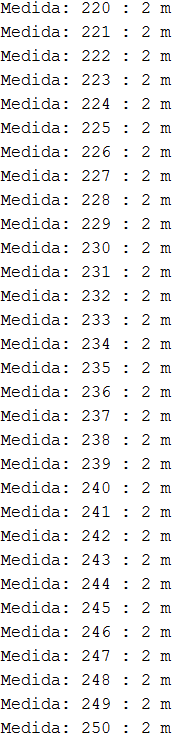 Medida: 220 : 2 m
Medida: 221 : 2 m
Medida: 222 : 2 m
Medida: 223 : 2 m
Medida: 224 : 2 m
Medida: 225 : 2 m
Medida: 226 : 2 m
Medida: 227 : 2 m
Medida: 228 : 2 m
Medida: 229 : 2 m
Medida: 230 : 2 m
Medida: 231 : 2 m
Medida: 232 : 2 m
Medida: 233 : 2 m
Medida: 234 : 2 m
Medida: 235 : 2 m
Medida: 236 : 2 m
Medida: 237 : 2 m
Medida: 238 : 2 m
Medida: 239 : 2 m
Medida: 240 : 2 m
Medida: 241 : 2 m
Medida: 242 : 2 m
Medida: 243 : 2 m
Medida: 244 : 2 m
Medida: 245 : 2 m
Medida: 246 : 2 m
Medida: 247 : 2 m
Medida: 248 : 2 m
Medida: 249 : 2 m
Medida: 250 : 2 m